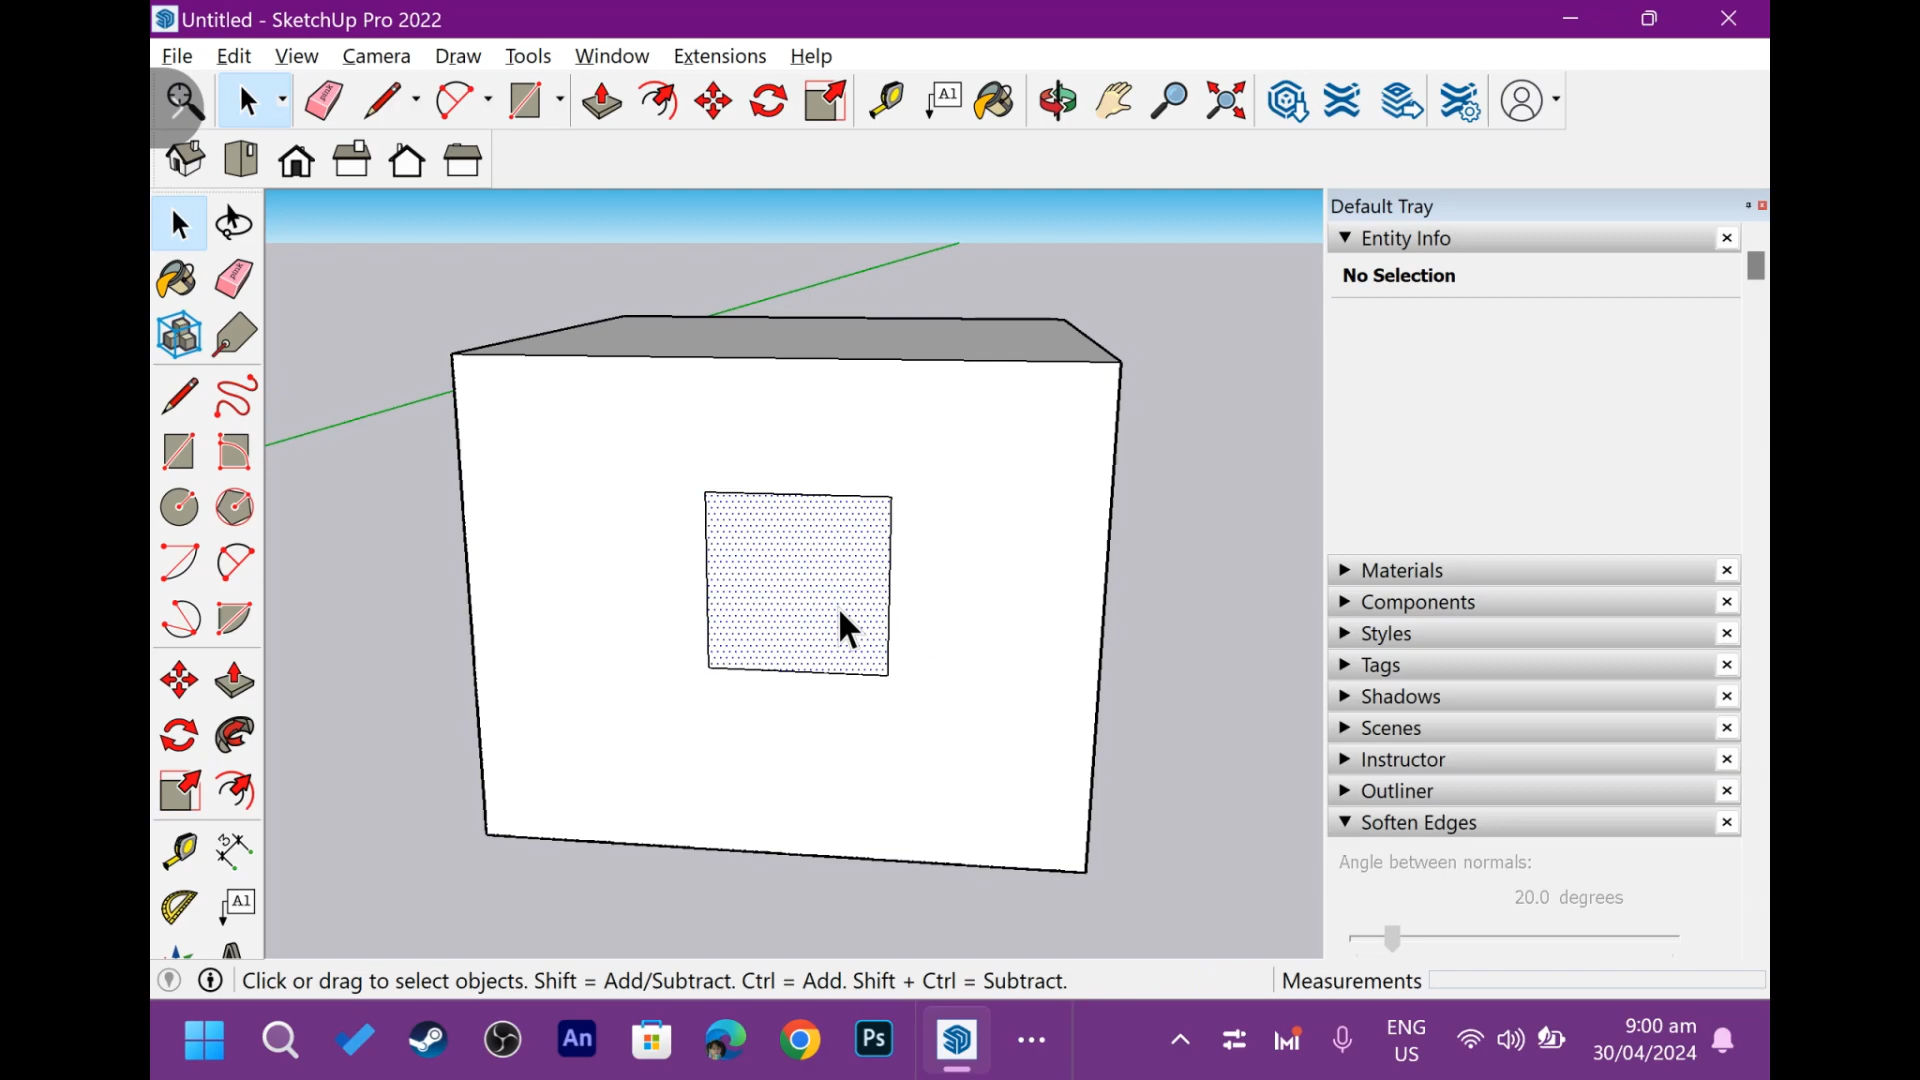 Untitled - SketchUp Pro 2022
File Edit View Camera Draw Tools Window Extensions Help
A1
Default Tray
Entity Info
No Selection
Materials
Components
Styles
Tags
Shadows
Scenes
Instructor
Outliner
Soften Edges
Angle between normals:
20.0 degrees
3
A1
Click or drag to select objects. Shift = Add/Subtract. Ctrl = Add. Shift + Ctrl = Subtract.
Measurements
An
Ps
ENG
US
9:00 am
30/04/2024